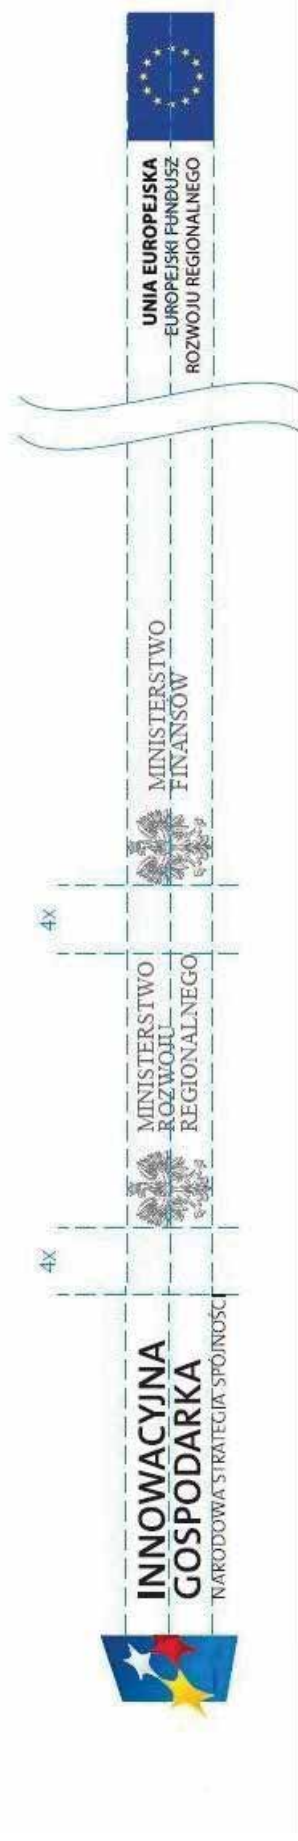 INNOWACYJNA
GOSPODARKA
NARODOWA STRATEGIA SPÓJNOŚCI
4x
MINISTERSTWO
ROZWOJU
REGIONALNEGO
4x
MINISTERSTWO
FINANSÓW
UNIA EUROPEJSKA
EUROPEJSKI FUNDUSZ
ROZWOJU REGIONALNEGO